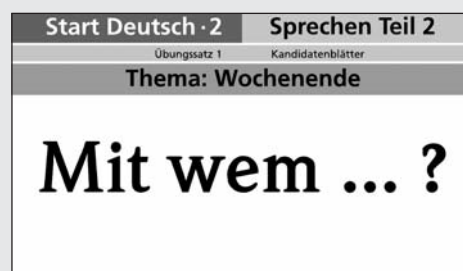 Start Deutsch · 2 Sprechen Teil 2
Übungssatz 1 Kandidatenblätter
Thema: Wochenende
Mit wem ... ?